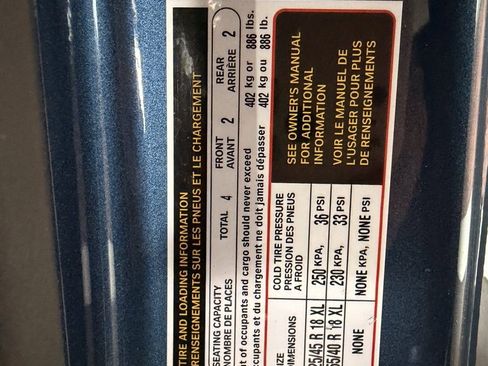 TIRE AND LOADING INFORMATION
RENSEIGNEMENTS SUR LES PNEUS ET LE CHARGEMENT
SEATING CAPACITY
NOMBRE DE PLACES
TOTAL 4
FRONT
AVANT 2
REAR
ARRIÈRE 2
of occupants and cargo should never exceed 402 kg or 886 lbs.
et du chargement ne doit jamais dépasser 402 kg ou 886 lb.
COLD TIRE PRESSURE
PRESSION DES PNEUS
A FROID
250 KPA, 36 PSI
230 KPA, 33 PSI
NONE
NONE KPA, NONE PSI
SEE OWNER'S MANUAL
FOR ADDITIONAL
INFORMATION
VOIR LE MANUEL DE
L'USAGER POUR PLUS
DE RENSEIGNEMENTS